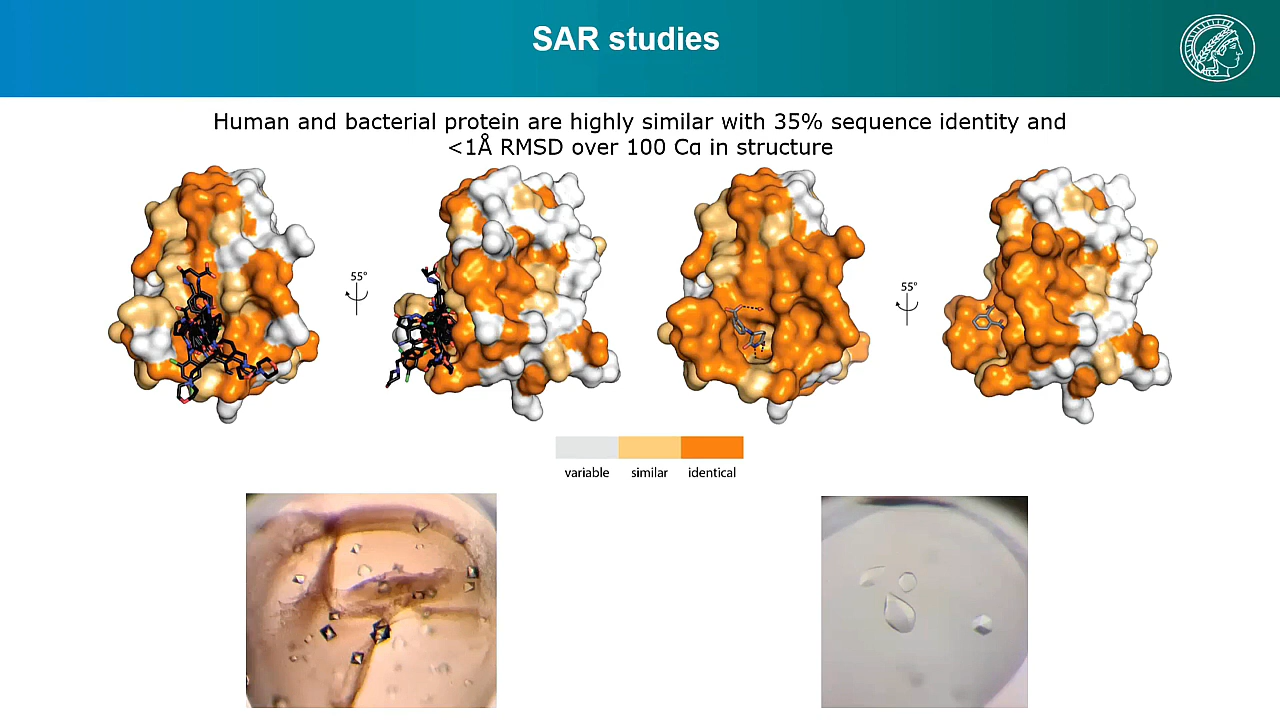 SAR studies
Human and bacterial protein are highly similar with 35% sequence identity and
<1Å RMSD over 100 Cα in structure
55°
55°
variable similar identical